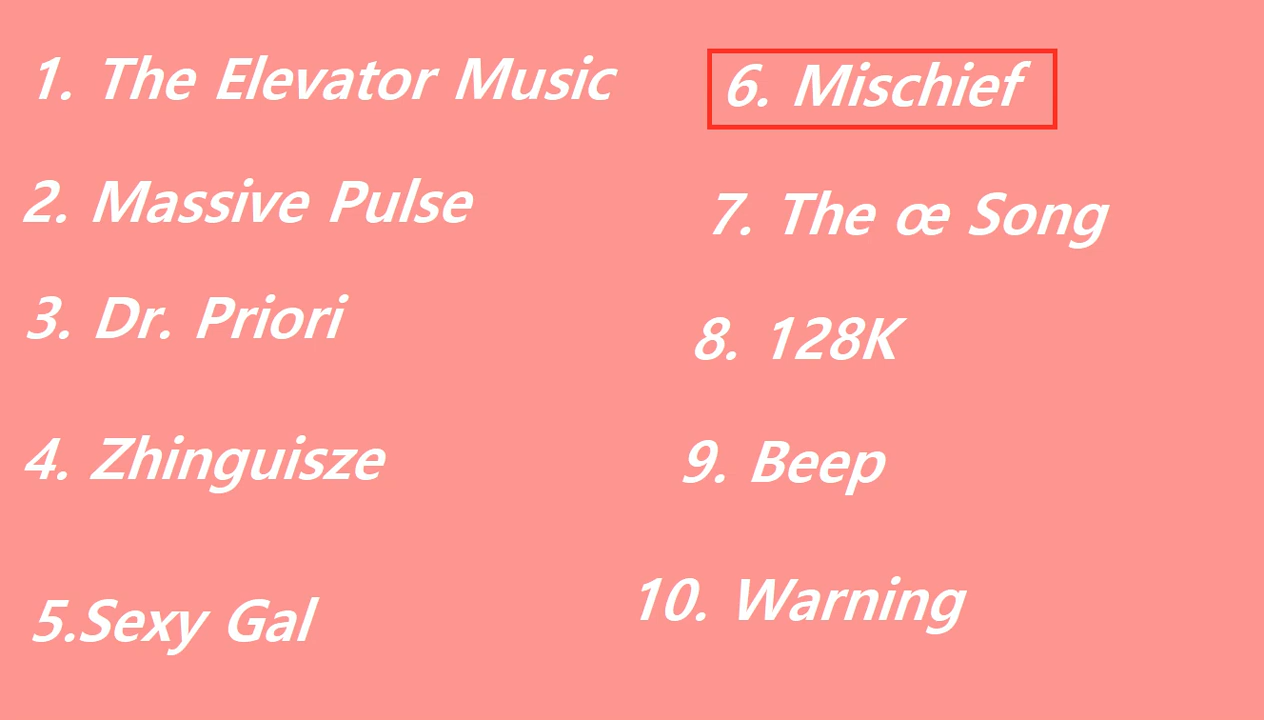 1. The Elevator Music
2. Massive Pulse
3. Dr. Priori
4. Zhinguisze
5.Sexy Gal
6. Mischief
7. The œ Song
8. 128K
9. Beep
10. Warning